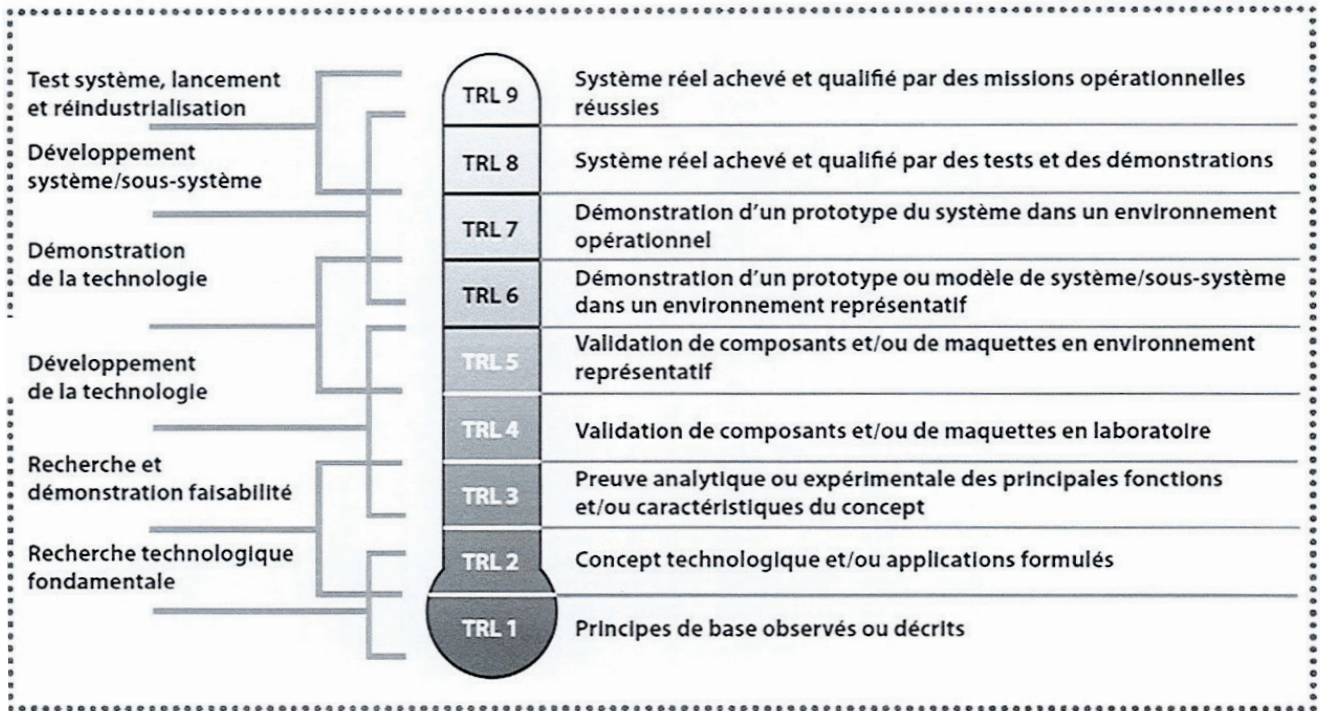 Test système, lancement
et réindustrialisation
Développement
système/sous-système
Démonstration
de la technologie
Développement
de la technologie
Recherche et
démonstration faisabilité
Recherche technologique
fondamentale
TRL 9
Système réel achevé et qualifié par des missions opérationnelles
réussies
TRL 8
Système réel achevé et qualifié par des tests et des démonstrations
TRL 7
Démonstration d'un prototype du système dans un environnement
opérationnel
TRL 6
Démonstration d'un prototype ou modèle de système/sous-système
dans un environnement représentatif
TRL 5
Validation de composants et/ou de maquettes en environnement
représentatif
TRL 4
Validation de composants et/ou de maquettes en laboratoire
TRL 3
Preuve analytique ou expérimentale des principales fonctions
et/ou caractéristiques du concept
TRL 2
Concept technologique et/ou applications formulés
TRL 1
Principes de base observés ou décrits